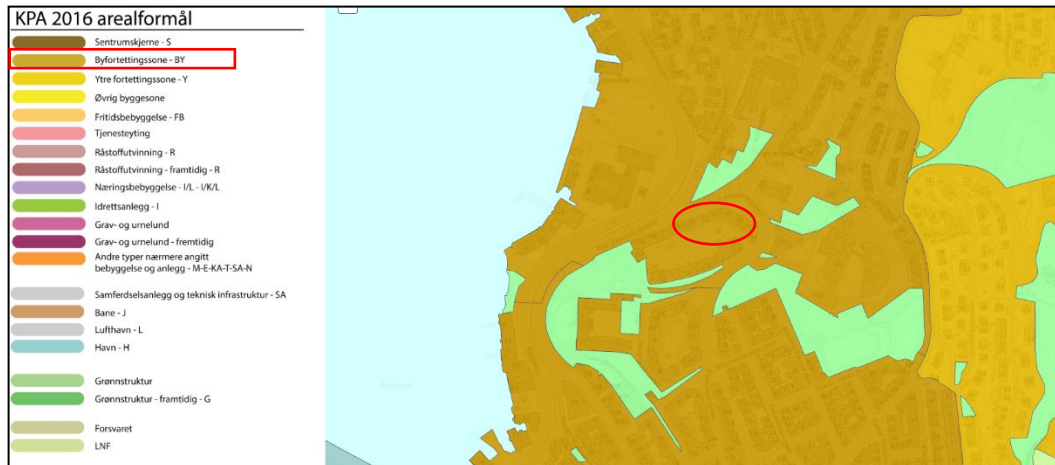 KPA 2016 arealformål
Sentrumskjerne - S
Byfortettingssone - BY
Ytre fortettingssone - Y
Øvrig byggesone
Fritidsbebyggelse - FB
Tjenesteyting
Råstoffutvinning - R
Råstoffutvinning - framtidig - R
Næringsbebyggelse - I/L - I/K/L
Idrettsanlegg - I
Grav- og urnelund
Grav- og urnelund - fremtidig
Andre typer nærmere angitt
bebyggelse og anlegg - M-E-KA-T-SA-N
Samferdselsanlegg og teknisk infrastruktur - SA
Bane - J
Lufthavn - L
Havn - H
Grønnstruktur
Grønnstruktur - framtidig - G
Forsvaret
LNF